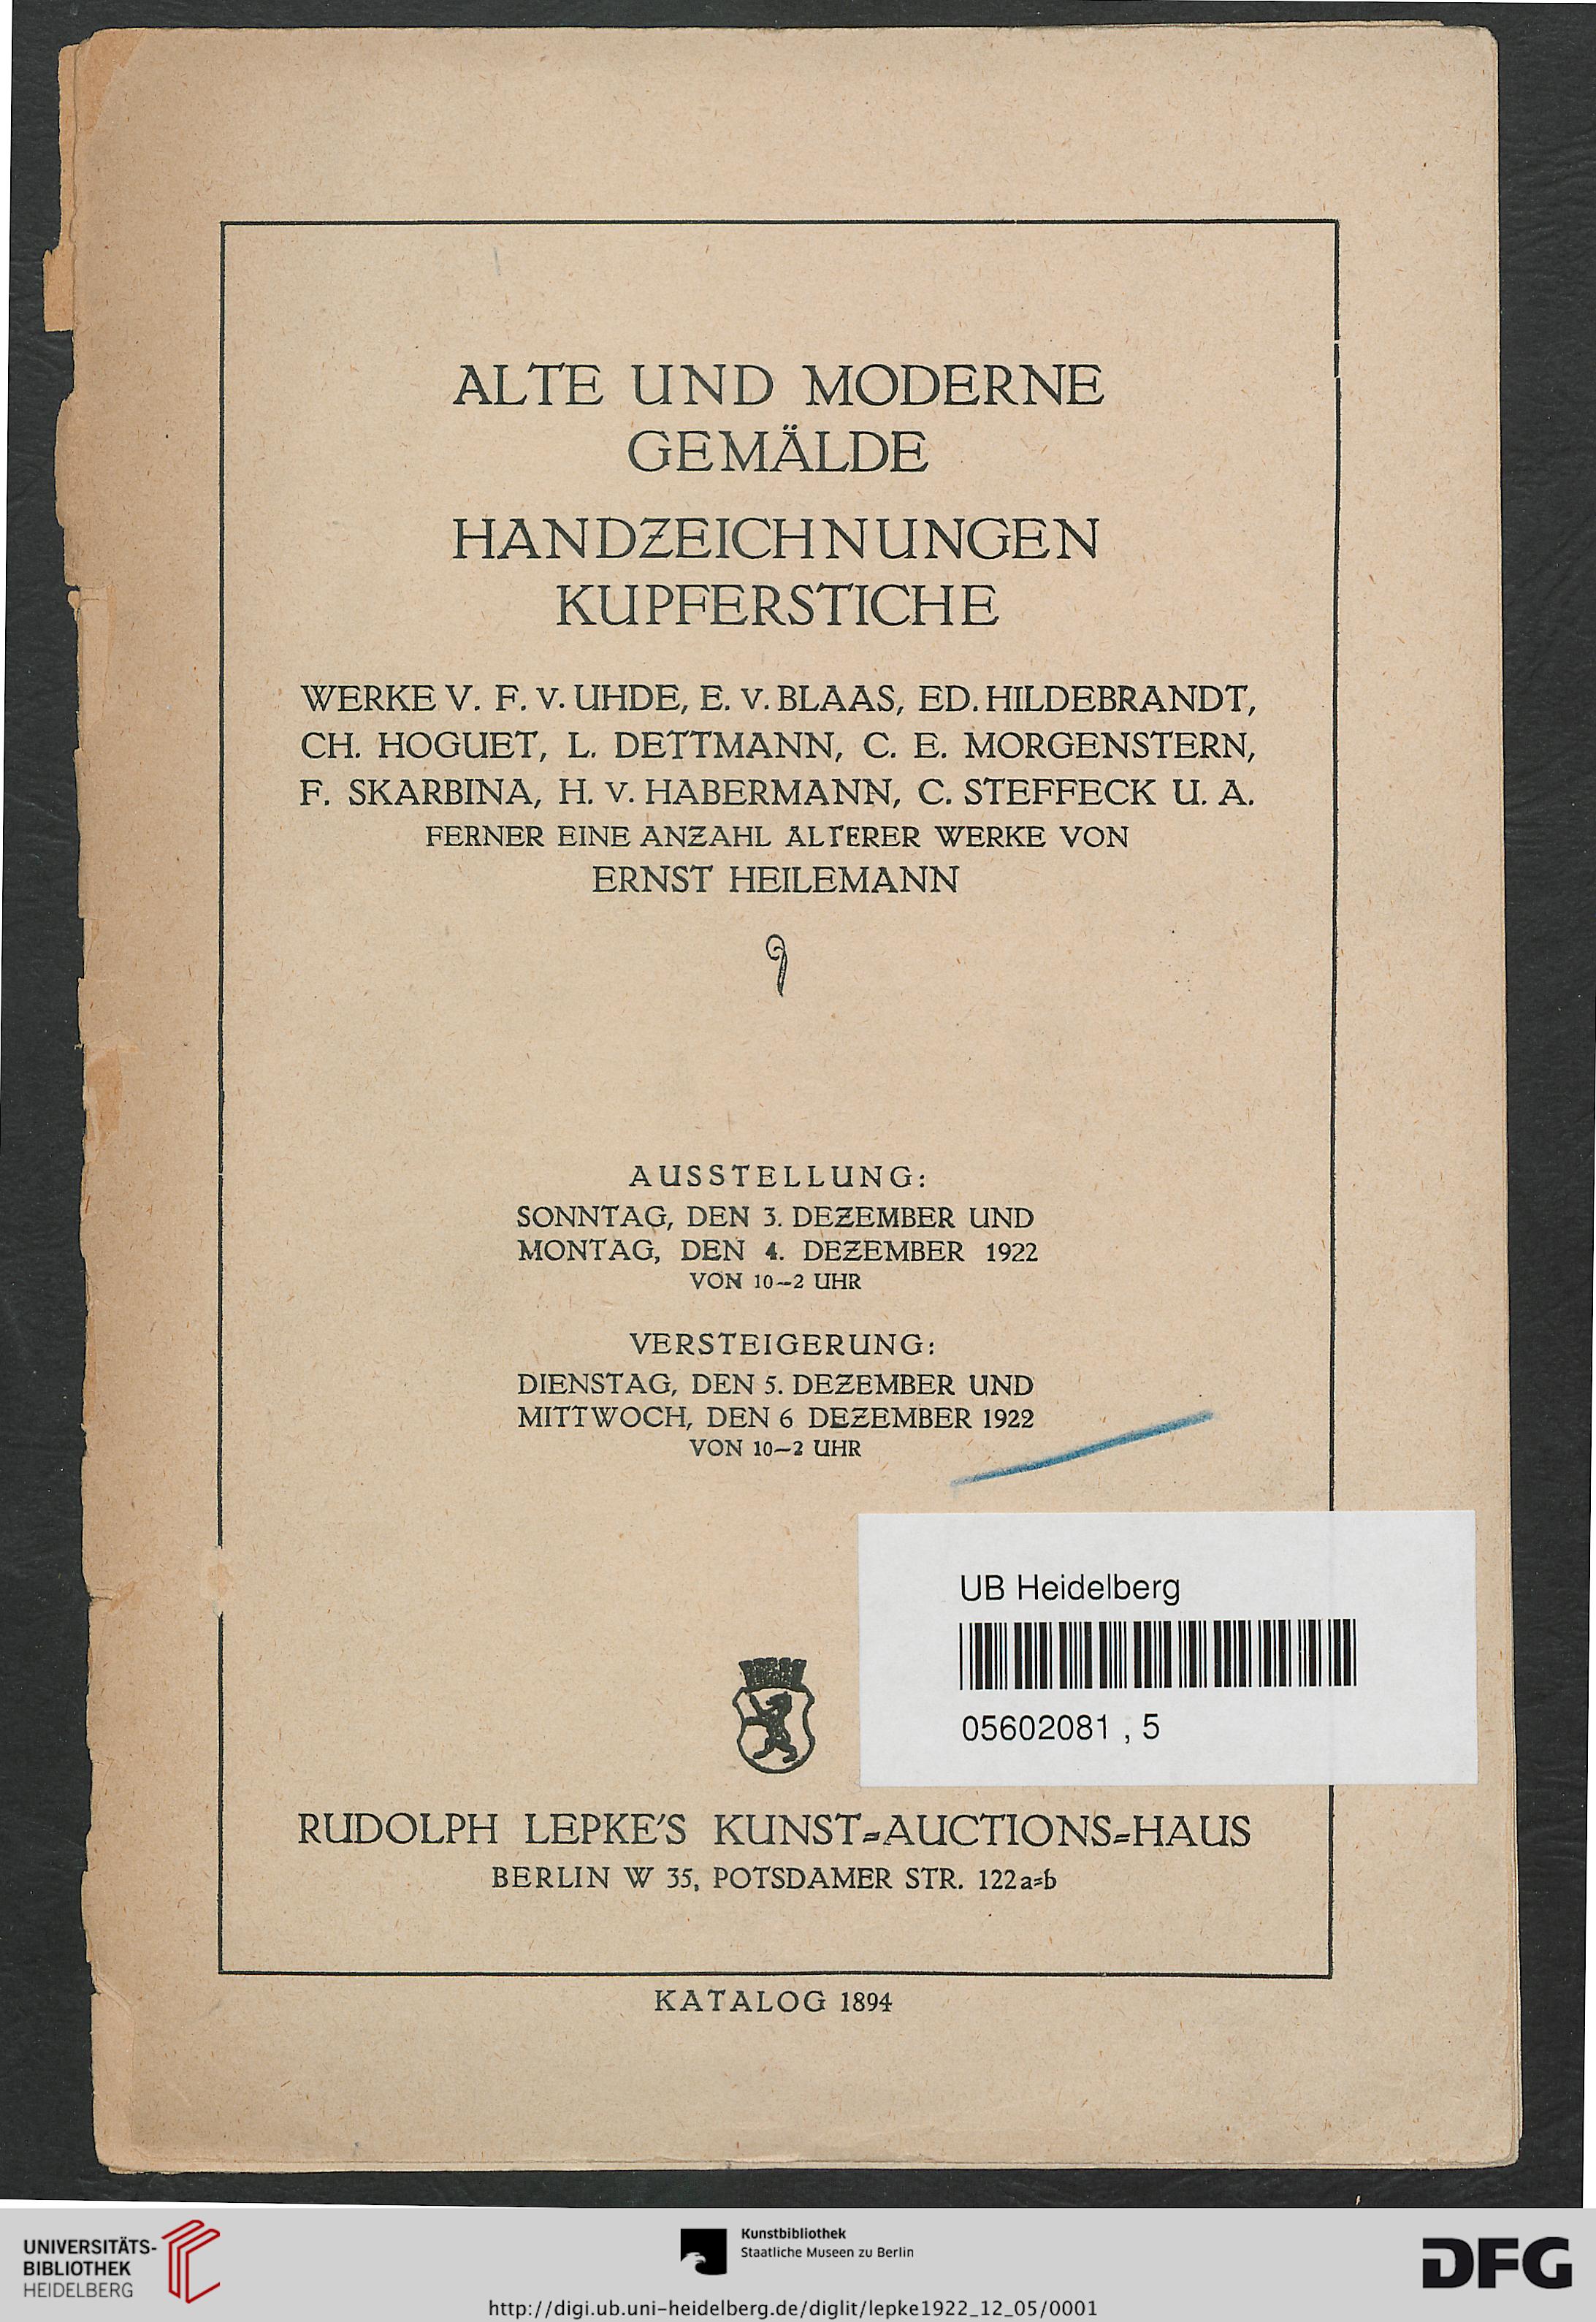 ALTE UND MODERNE
GEMÄLDE
HANDZEICHNUNGEN
KUPFERSTICHE
WERKE V. F. v. UHDE, E. v. BLAAS, ED. HILDEBRANDT,
CH. HOGUET, L. DETTMANN, C. E. MORGENSTERN,
F. SKARBINA, H. v. HABERMANN, C. STEFFECK U. A.
FERNER EINE ANZAHL ALTERER WERKE VON
ERNST HEILEMANN
AUSSTELLUNG:
SONNTAG, DEN 3. DEZEMBER UND
MONTAG, DEN 4. DEZEMBER 1922
VON 10–2 UHR
VERSTEIGERUNG:
DIENSTAG, DEN 5. DEZEMBER UND
MITTWOCH, DEN 6 DEZEMBER 1922
VON 10–2 UHR
UB Heidelberg
05602081 , 5
RUDOLPH LEPKE'S KUNST=AUCTIONS=HAUS
BERLIN W 35, POTSDAMER STR. 122a=b
KATALOG 1894
UNIVERSITÄTS-
BIBLIOTHEK
HEIDELBERG
Kunstbibliothek
Staatliche Museen zu Berlin
DFG
http://digi.ub.uni-heidelberg.de/diglit/lepke1922_12_05/0001